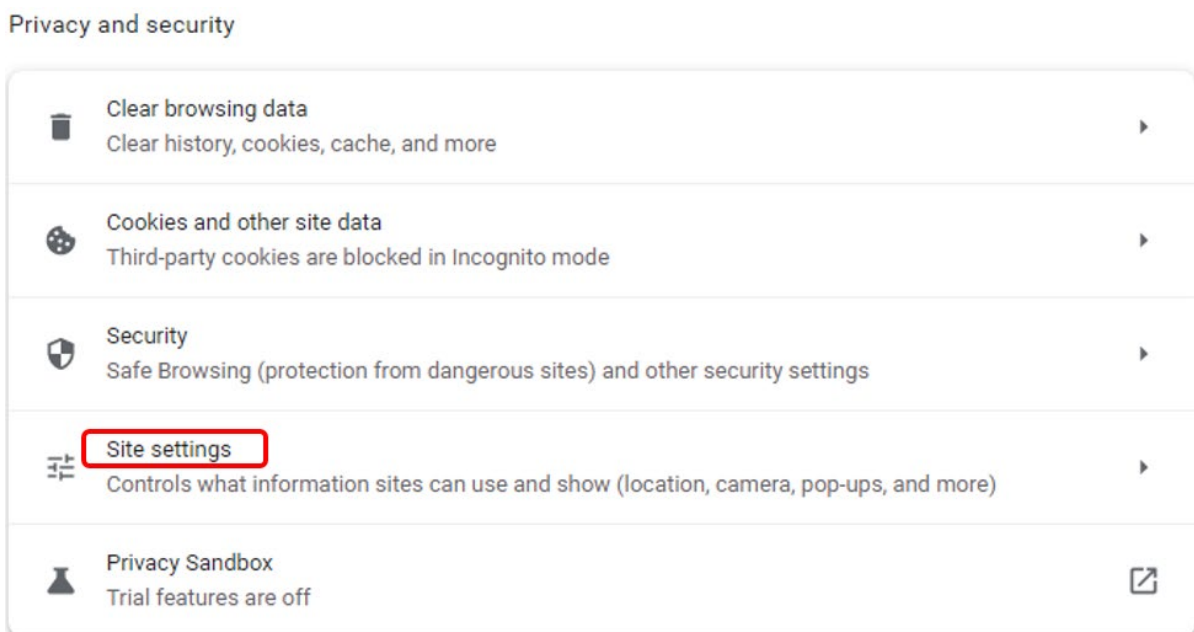 Privacy and security
Clear browsing data
Clear history, cookies, cache, and more
Cookies and other site data
Third-party cookies are blocked in Incognito mode
Security
Safe Browsing (protection from dangerous sites) and other security settings
Site settings
Controls what information sites can use and show (location, camera, pop-ups, and more)
Privacy Sandbox
Trial features are off